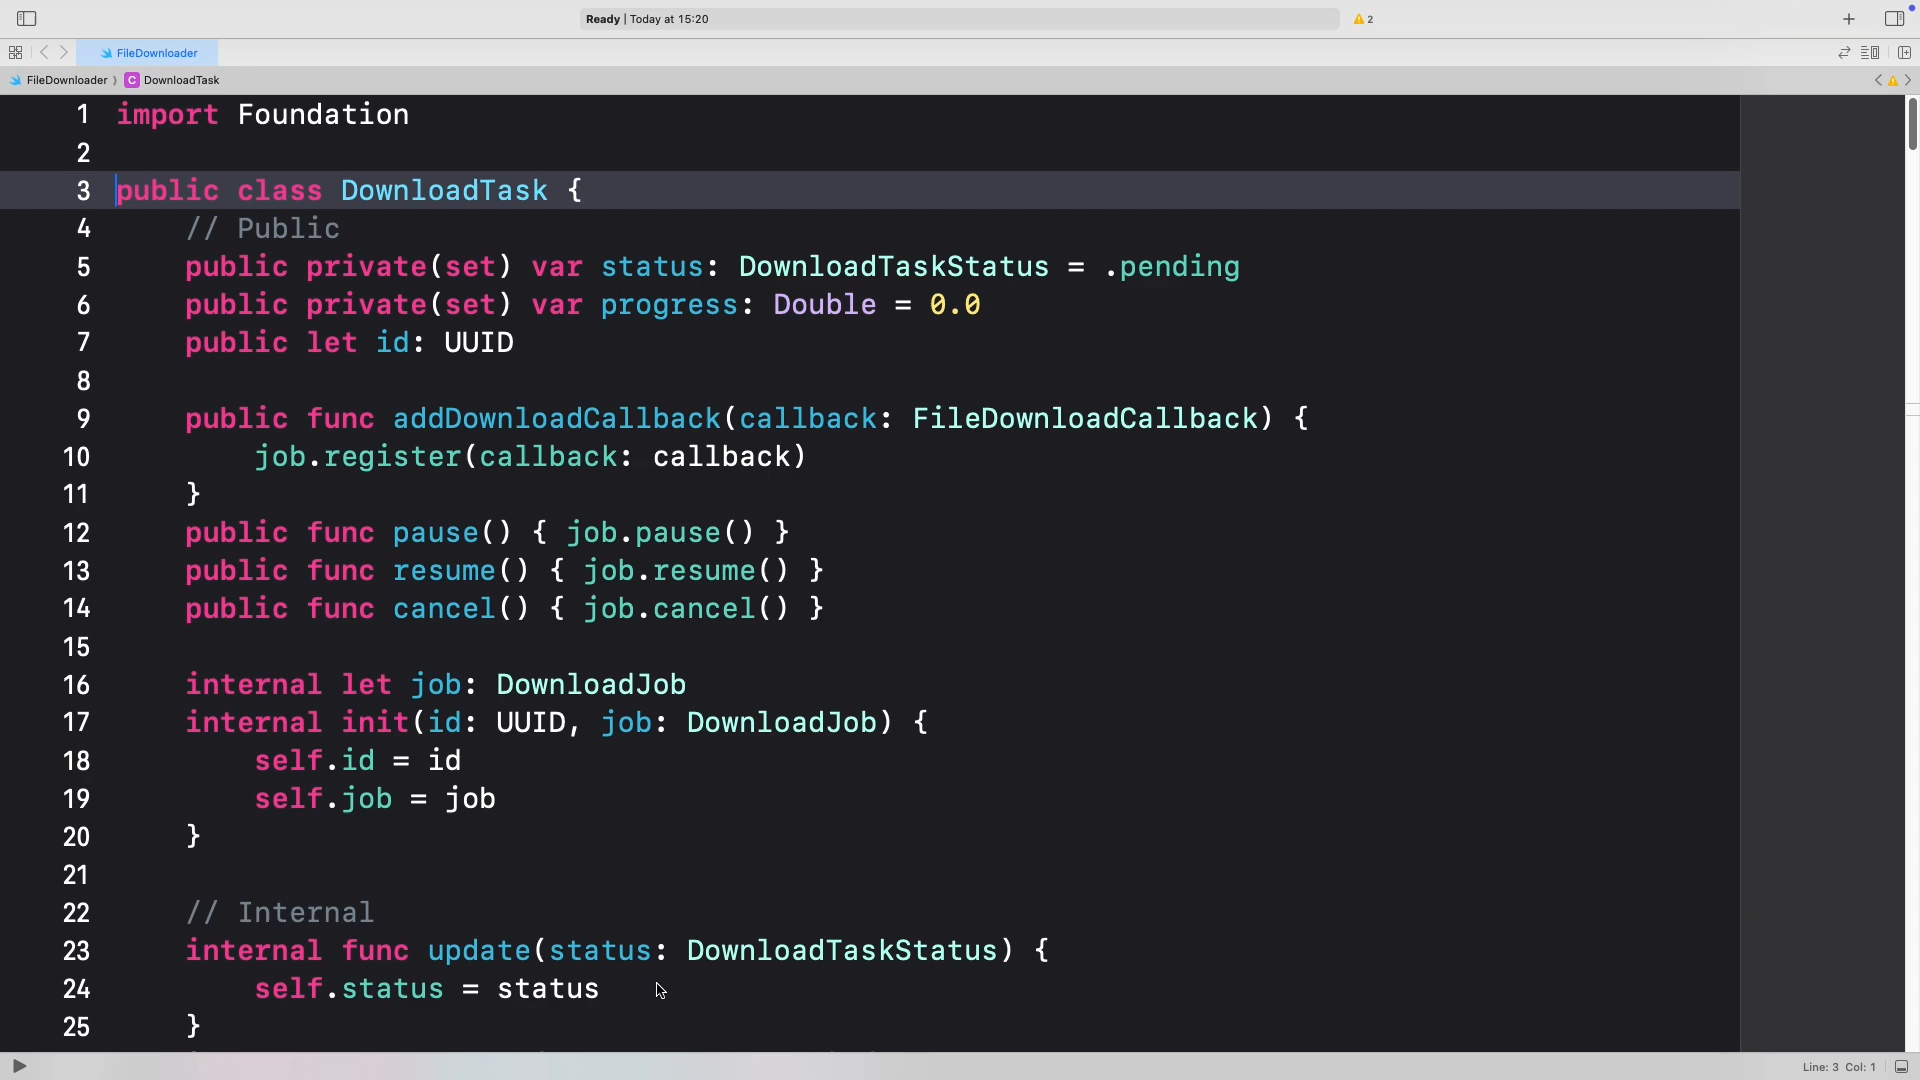 Ready | Today at 15:20
2
FileDownloader
FileDownloader
C
DownloadTask
1 import Foundation
2
3 public class DownloadTask {
4     // Public
5     public private(set) var status: DownloadTaskStatus = .pending
6     public private(set) var progress: Double = 0.0
7     public let id: UUID
8
9     public func addDownloadCallback(callback: FileDownloadCallback) {
10         job.register(callback: callback)
11     }
12     public func pause() { job.pause() }
13     public func resume() { job.resume() }
14     public func cancel() { job.cancel() }
15
16     internal let job: DownloadJob
17     internal init(id: UUID, job: DownloadJob) {
18         self.id = id
19         self.job = job
20     }
21
22     // Internal
23     internal func update(status: DownloadTaskStatus) {
24         self.status = status
25     }
Line: 3 Col: 1